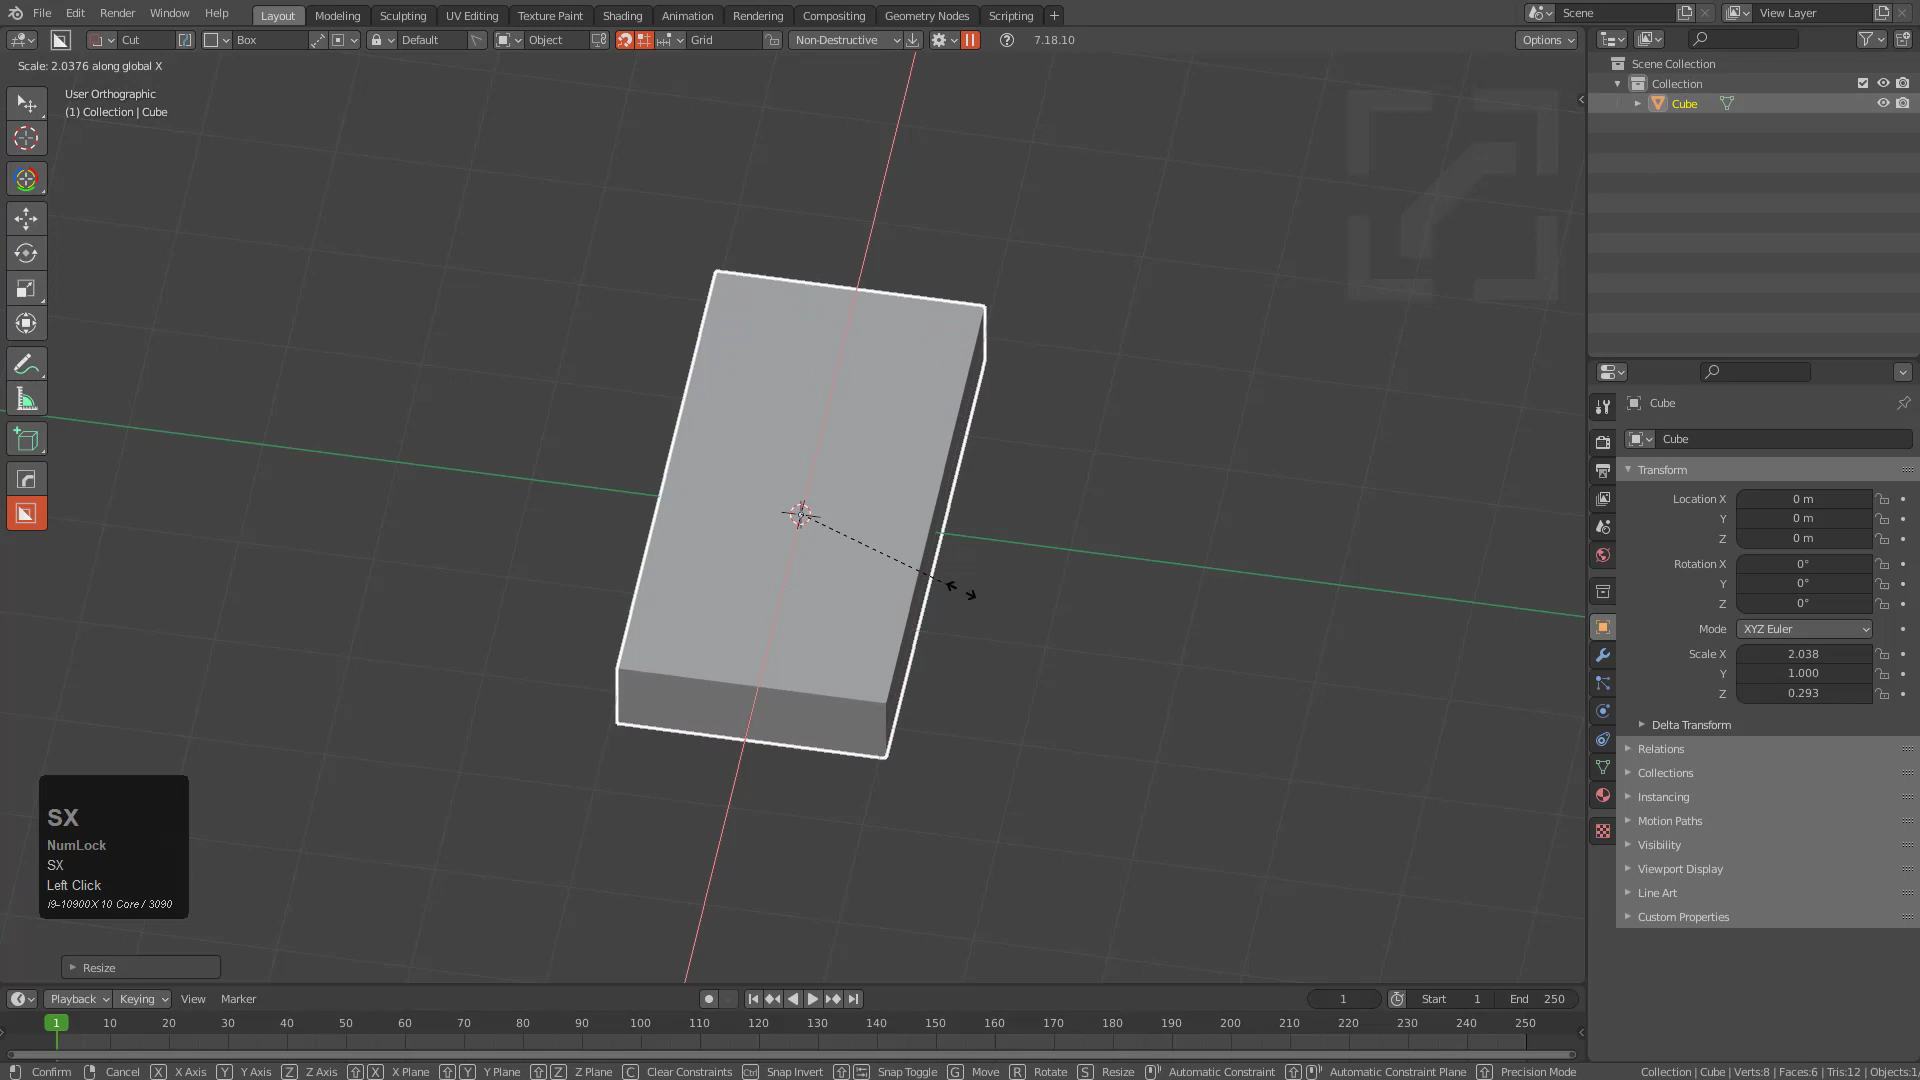 File Edit Render Window Help Layout Modeling Sculpting UV Editing Texture Paint Shading Animation Rendering Compositing Geometry Nodes Scripting + Scene View Layer
Cut Box Default Object Grid Non-Destructive 7.18.10 Options
Scale: 2.0376 along global X
User Orthographic
(1) Collection | Cube
Scene Collection
Collection
Cube
Cube
Cube
Transform
Location X 0 m
Y 0 m
Z 0 m
Rotation X 0°
Y 0°
Z 0°
Mode XYZ Euler
Scale X 2.038
Y 1.000
Z 0.293
Delta Transform
Relations
Collections
Instancing
Motion Paths
Visibility
Viewport Display
Line Art
Custom Properties
SX
NumLock
SX
Left Click
i9-10900X 10 Core / 3090
Resize
Playback Keying View Marker 1 Start 1 End 250
1 10 20 30 40 50 60 70 80 90 100 110 120 130 140 150 160 170 180 190 200 210 220 230 240 250
Confirm Cancel X X Axis Y Y Axis Z Z Axis X X Plane Y Y Plane Z Z Plane C Clear Constraints Ctrl Snap Invert Snap Toggle G Move R Rotate S Resize Automatic Constraint Automatic Constraint Plane Precision Mode Collection | Cube | Verts:8 | Faces:6 | Tris:12 | Objects:1/